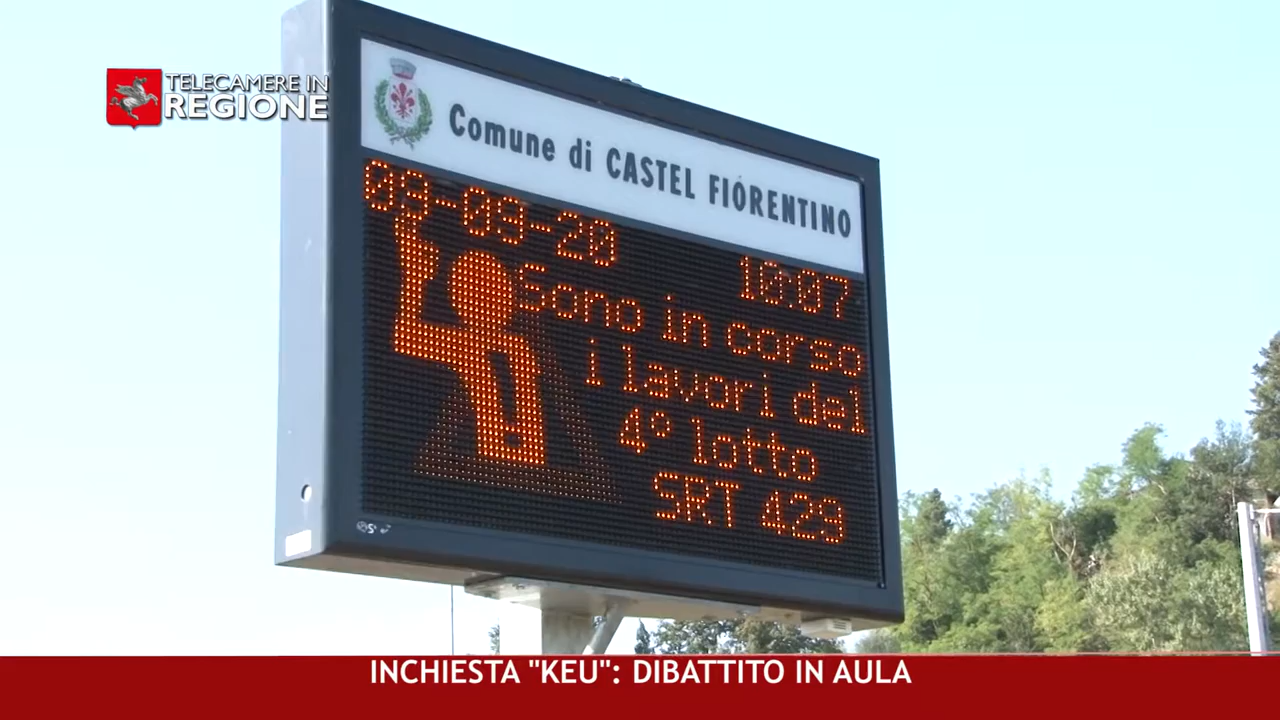 TELECAMERE IN
REGIONE
Comune di CASTEL FIORENTINO
09-09-20
10:07
Sono in corso
i lavori del
4° lotto
SRT 429
INCHIESTA "KEU": DIBATTITO IN AULA